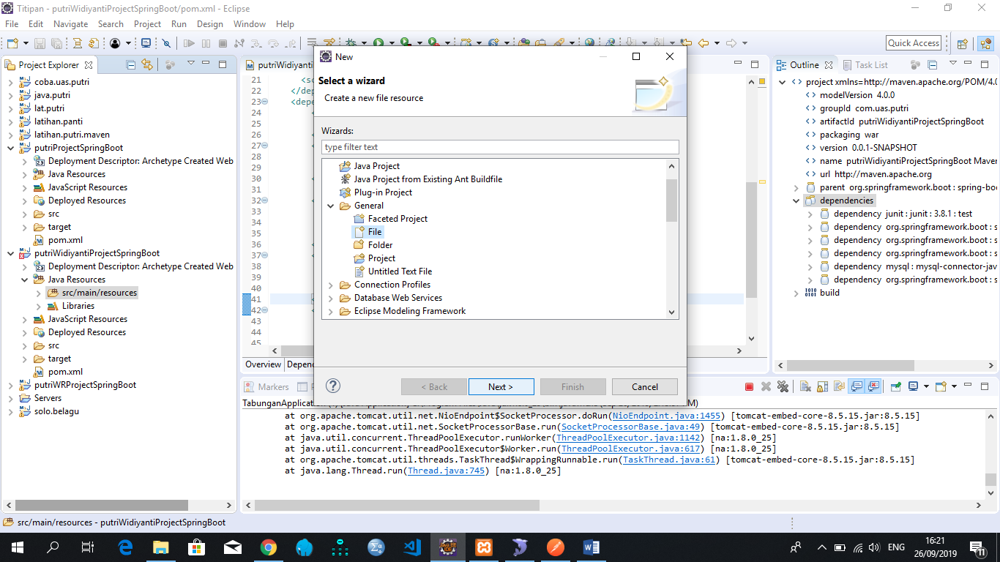 Titipan - putriWidiyantiProjectSpringBoot/pom.xml - Eclipse
File Edit Navigate Search Project Run Design Window Help
Quick Access
Project Explorer
coba.uas.putri
java.putri
lat.putri
latihan.panti
latihan.putri.maven
putriProjectSpringBoot
Deployment Descriptor: Archetype Created Web
Java Resources
JavaScript Resources
Deployed Resources
src
target
pom.xml
putriWidiyantiProjectSpringBoot
Deployment Descriptor: Archetype Created Web
Java Resources
src/main/resources
Libraries
JavaScript Resources
Deployed Resources
src
target
pom.xml
putriWRProjectSpringBoot
Servers
solo.belagu
putriWidiyanti
21 <sc
22 </dep
23 <depe
24 <
25
26 <
27 <
28
29
30 <
31
32 <
33
34
35
36 <
37 <
38
39
40
41 <
42 <
43
44
45
Overview Depend
New
Select a wizard
Create a new file resource
Wizards:
type filter text
Java Project
Java Project from Existing Ant Buildfile
Plug-in Project
General
Faceted Project
File
Folder
Project
Untitled Text File
Connection Profiles
Database Web Services
Eclipse Modeling Framework
< Back Next > Finish Cancel
Outline Task List
project xmlns=http://maven.apache.org/POM/4.0
modelVersion 4.0.0
groupId com.uas.putri
artifactId putriWidiyantiProjectSpringBoot
packaging war
version 0.0.1-SNAPSHOT
name putriWidiyantiProjectSpringBoot Maven
url http://maven.apache.org
parent org.springframework.boot : spring-boo
dependencies
dependency junit : junit : 3.8.1 : test
dependency org.springframework.boot : s
dependency org.springframework.boot : s
dependency org.springframework.boot : s
dependency mysql : mysql-connector-jav
dependency org.springframework.boot : s
build
Markers
TabunganApplication
at org.apache.tomcat.util.net.NioEndpoint$SocketProcessor.doRun(NioEndpoint.java:1455) [tomcat-embed-core-8.5.15.jar:8.5.15]
at org.apache.tomcat.util.net.SocketProcessorBase.run(SocketProcessorBase.java:49) [tomcat-embed-core-8.5.15.jar:8.5.15]
at java.util.concurrent.ThreadPoolExecutor.runWorker(ThreadPoolExecutor.java:1142) [na:1.8.0_25]
at java.util.concurrent.ThreadPoolExecutor$Worker.run(ThreadPoolExecutor.java:617) [na:1.8.0_25]
at org.apache.tomcat.util.threads.TaskThread$WrappingRunnable.run(TaskThread.java:61) [tomcat-embed-core-8.5.15.jar:8.5.15]
at java.lang.Thread.run(Thread.java:745) [na:1.8.0_25]
src/main/resources - putriWidiyantiProjectSpringBoot
ENG
16:21
26/09/2019
11